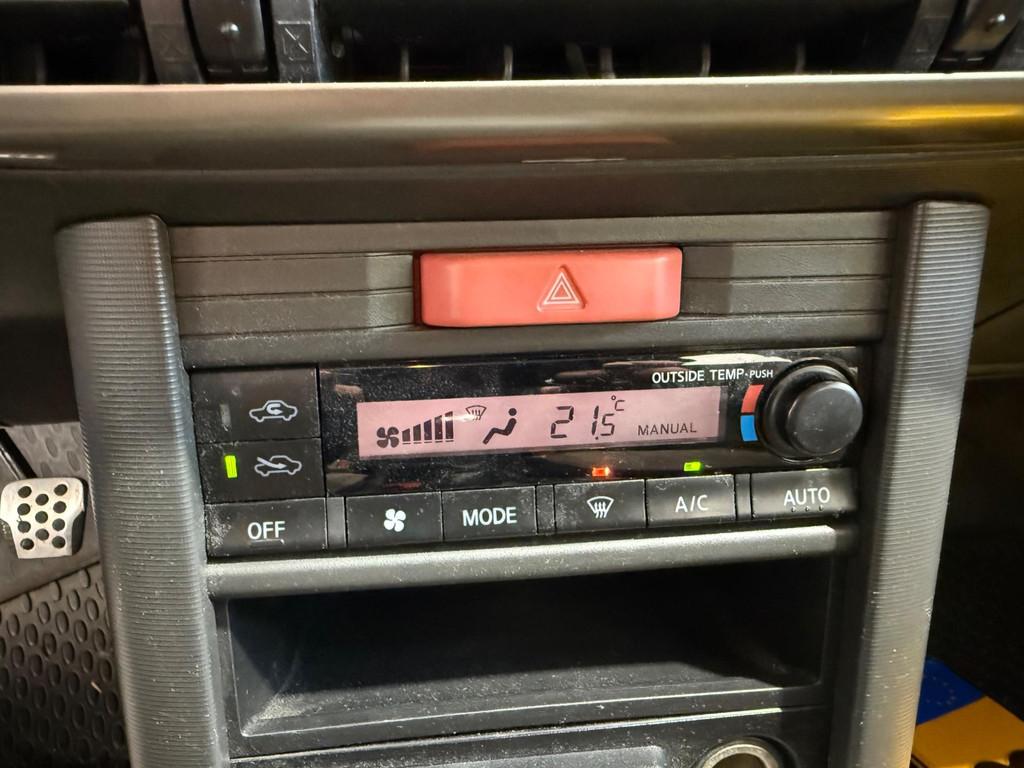 OUTSIDE TEMP-PUSH
21.5°C
MANUAL
OFF
MODE
A/C
AUTO